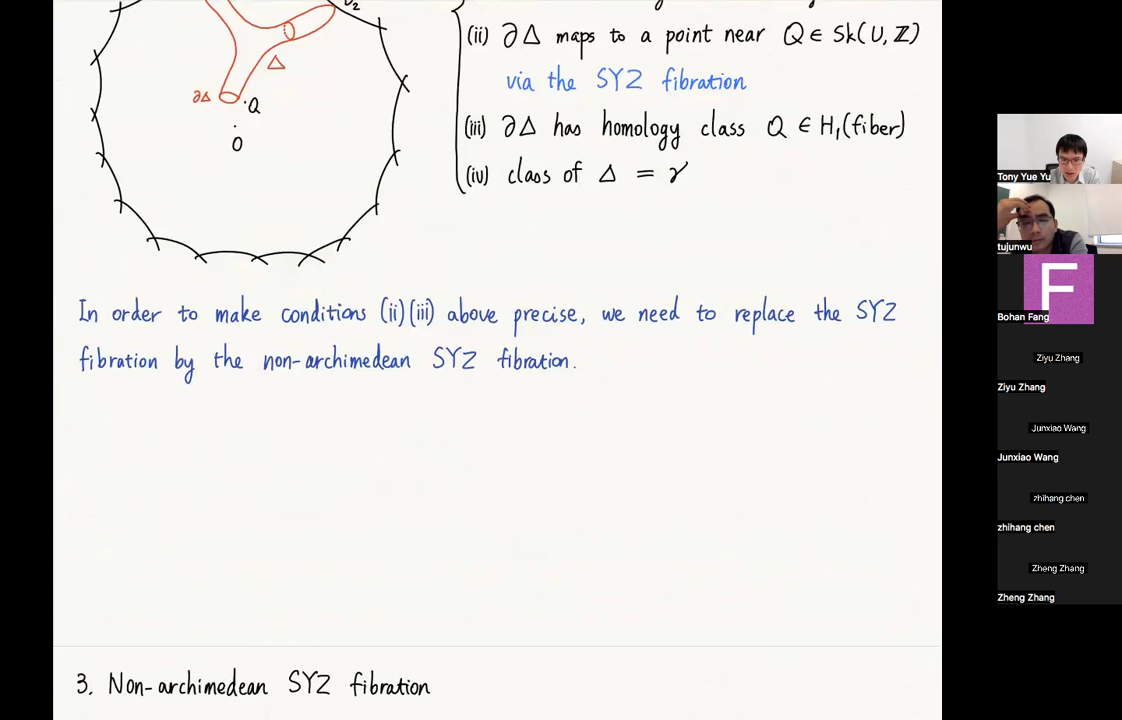 (ii) ∂Δ maps to a point near Q ∈ Sk(U, ℤ)
via the SYZ fibration
(iii) ∂Δ has homology class Q ∈ H₁(fiber)
(iv) class of Δ = γ
Δ
∂Δ
Q
O
In order to make conditions (ii)(iii) above precise, we need to replace the SYZ
fibration by the non-archimedean SYZ fibration.
3. Non-archimedean SYZ fibration
Tony Yue Yu
tujunwu
F
Bohan Fang
Ziyu Zhang
Ziyu Zhang
Junxiao Wang
Junxiao Wang
zhihang chen
zhihang chen
Zheng Zhang
Zheng Zhang